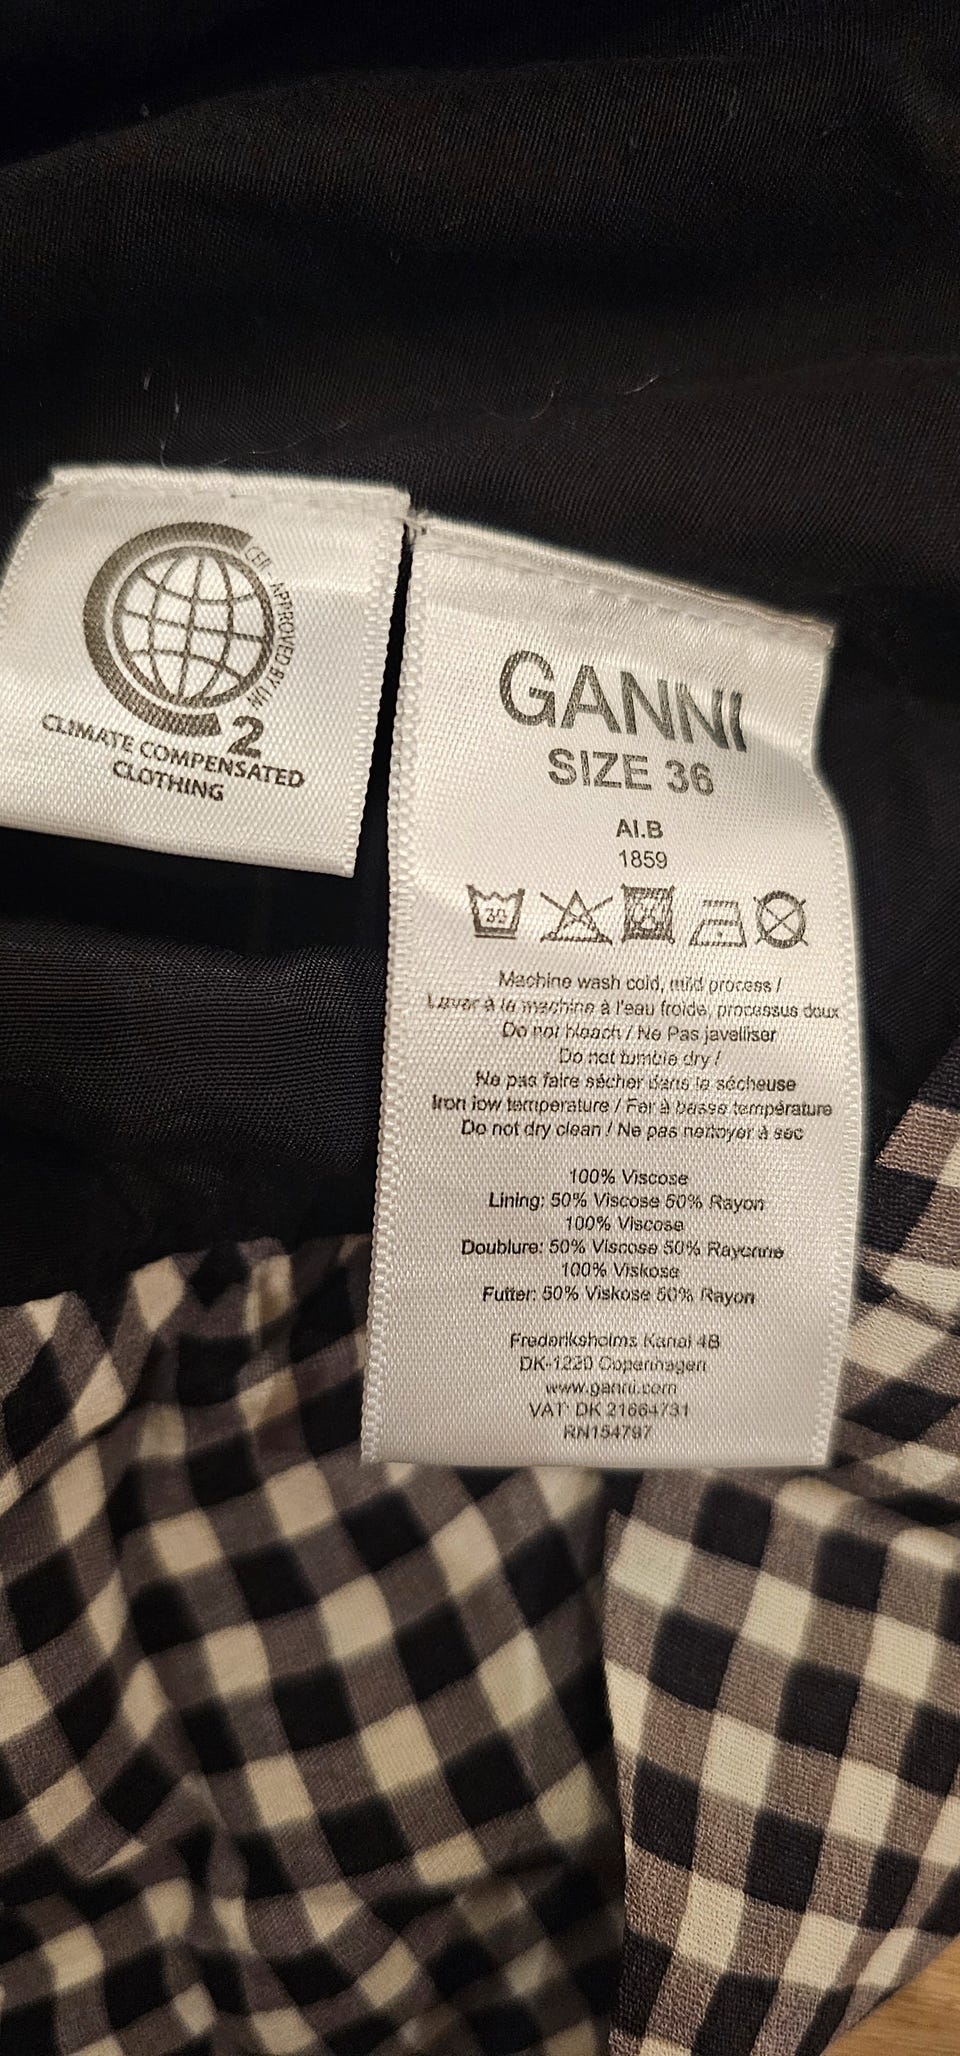 CER - APPROVED BY UN
2
CLIMATE COMPENSATED
CLOTHING
GANNI
SIZE 36
AI.B
1859
30
Machine wash cold, mild process /
Laver à la machine à l'eau froide, processus doux
Do not bleach / Ne Pas javelliser
Do not tumble dry /
Ne pas faire sécher dans la sécheuse
Iron low temperature / Fer à basse température
Do not dry clean / Ne pas nettoyer à sec
100% Viscose
Lining: 50% Viscose 50% Rayon
100% Viscose
Doublure: 50% Viscose 50% Rayonne
100% Viskose
Futter: 50% Viskose 50% Rayon
Frederiksholms Kanal 4B
DK-1220 Copenhagen
www.ganni.com
VAT: DK 21664731
RN154797